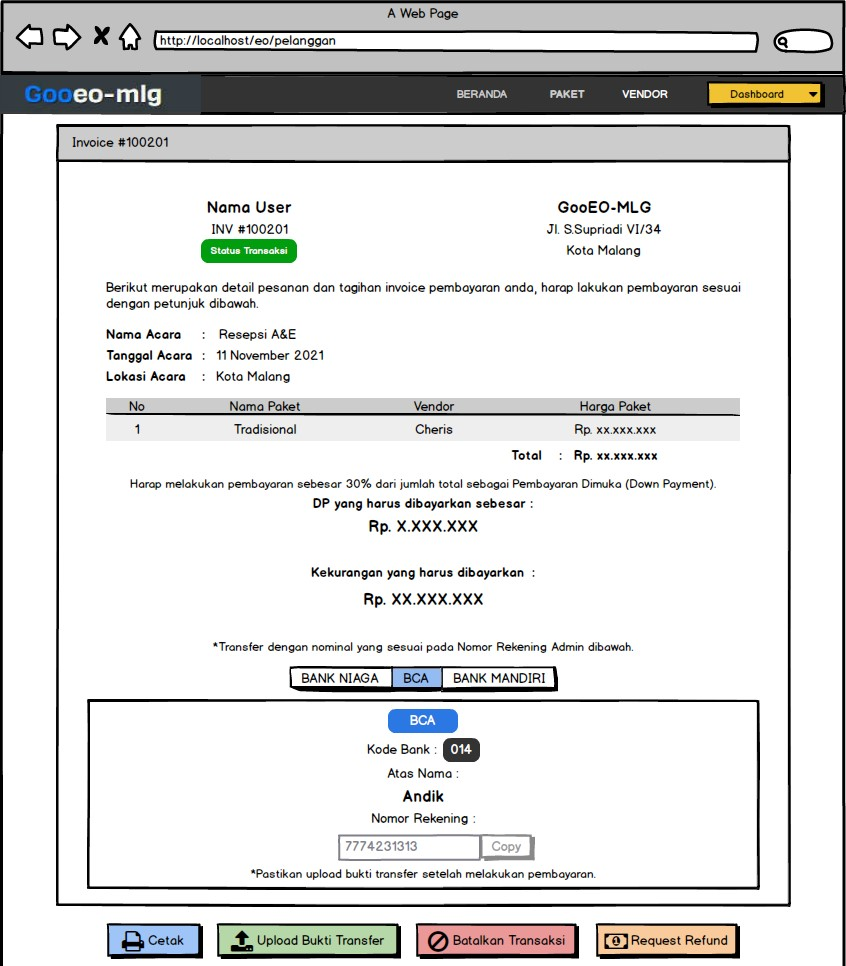 A Web Page
http://localhost/eo/pelanggan
Gooeo-mlg
BERANDA PAKET VENDOR Dashboard
Invoice #100201
Nama User
INV #100201
Status Transaksi
GooEO-MLG
Jl. S.Supriadi VI/34
Kota Malang
Berikut merupakan detail pesanan dan tagihan invoice pembayaran anda, harap lakukan pembayaran sesuai
dengan petunjuk dibawah.
Nama Acara : Resepsi A&E
Tanggal Acara : 11 November 2021
Lokasi Acara : Kota Malang
No Nama Paket Vendor Harga Paket
1 Tradisional Cheris Rp. xx.xxx.xxx
Total : Rp. xx.xxx.xxx
Harap melakukan pembayaran sebesar 30% dari jumlah total sebagai Pembayaran Dimuka (Down Payment).
DP yang harus dibayarkan sebesar :
Rp. X.XXX.XXX
Kekurangan yang harus dibayarkan :
Rp. XX.XXX.XXX
*Transfer dengan nominal yang sesuai pada Nomor Rekening Admin dibawah.
BANK NIAGA BCA BANK MANDIRI
BCA
Kode Bank : 014
Atas Nama :
Andik
Nomor Rekening :
7774231313 Copy
*Pastikan upload bukti transfer setelah melakukan pembayaran.
Cetak Upload Bukti Transfer Batalkan Transaksi Request Refund